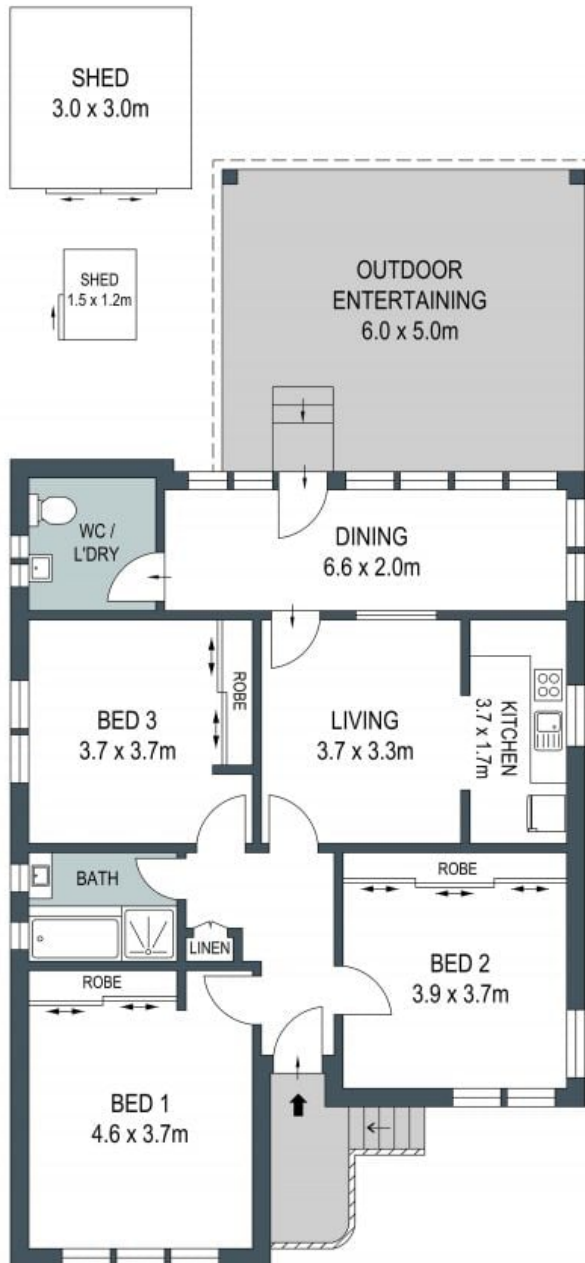 SHED
3.0 x 3.0m
SHED
1.5 x 1.2m
OUTDOOR
ENTERTAINING
6.0 x 5.0m
WC /
L'DRY
DINING
6.6 x 2.0m
BED 3
3.7 x 3.7m
ROBE
LIVING
3.7 x 3.3m
KITCHEN
3.7 x 1.7m
BATH
LINEN
ROBE
BED 2
3.9 x 3.7m
ROBE
BED 1
4.6 x 3.7m